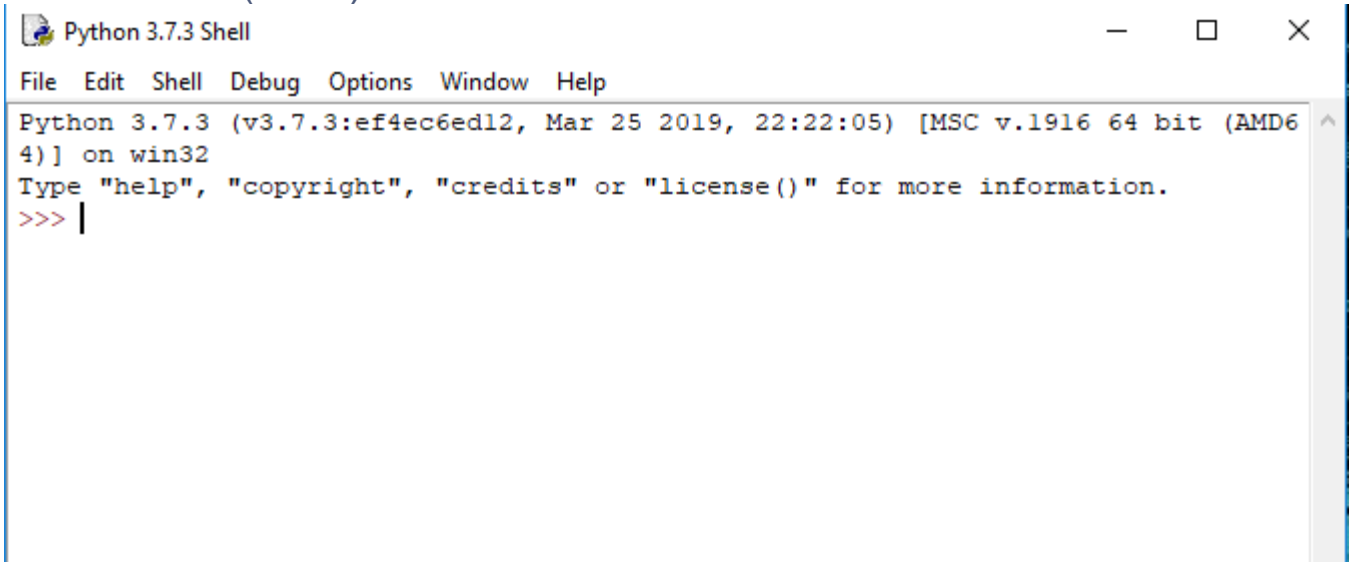 Python 3.7.3 Shell
File Edit Shell Debug Options Window Help
Python 3.7.3 (v3.7.3:ef4ec6ed12, Mar 25 2019, 22:22:05) [MSC v.1916 64 bit (AMD6
4)] on win32
Type "help", "copyright", "credits" or "license()" for more information.
>>>